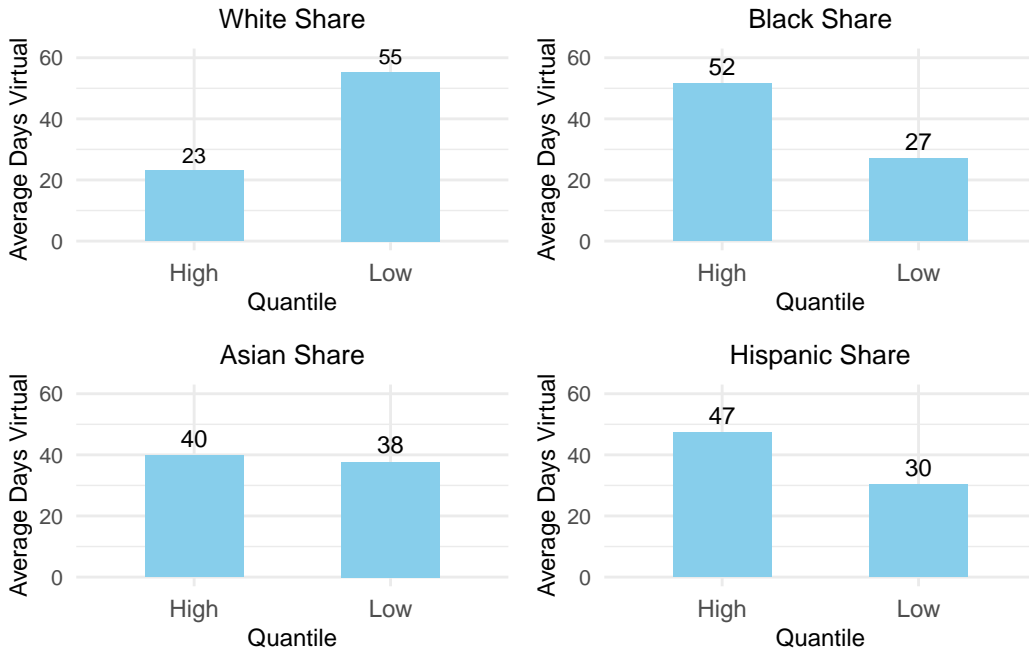 White Share
Average Days Virtual
60
40
20
0
23
55
High
Low
Quantile
Black Share
Average Days Virtual
60
40
20
0
52
27
High
Low
Quantile
Asian Share
Average Days Virtual
60
40
20
0
40
38
High
Low
Quantile
Hispanic Share
Average Days Virtual
60
40
20
0
47
30
High
Low
Quantile